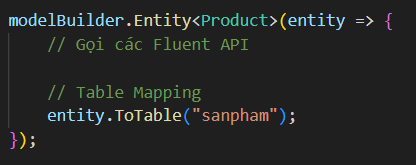 modelBuilder.Entity<Product>(entity => {
// Gọi các Fluent API
// Table Mapping
entity.ToTable("sanpham");
});